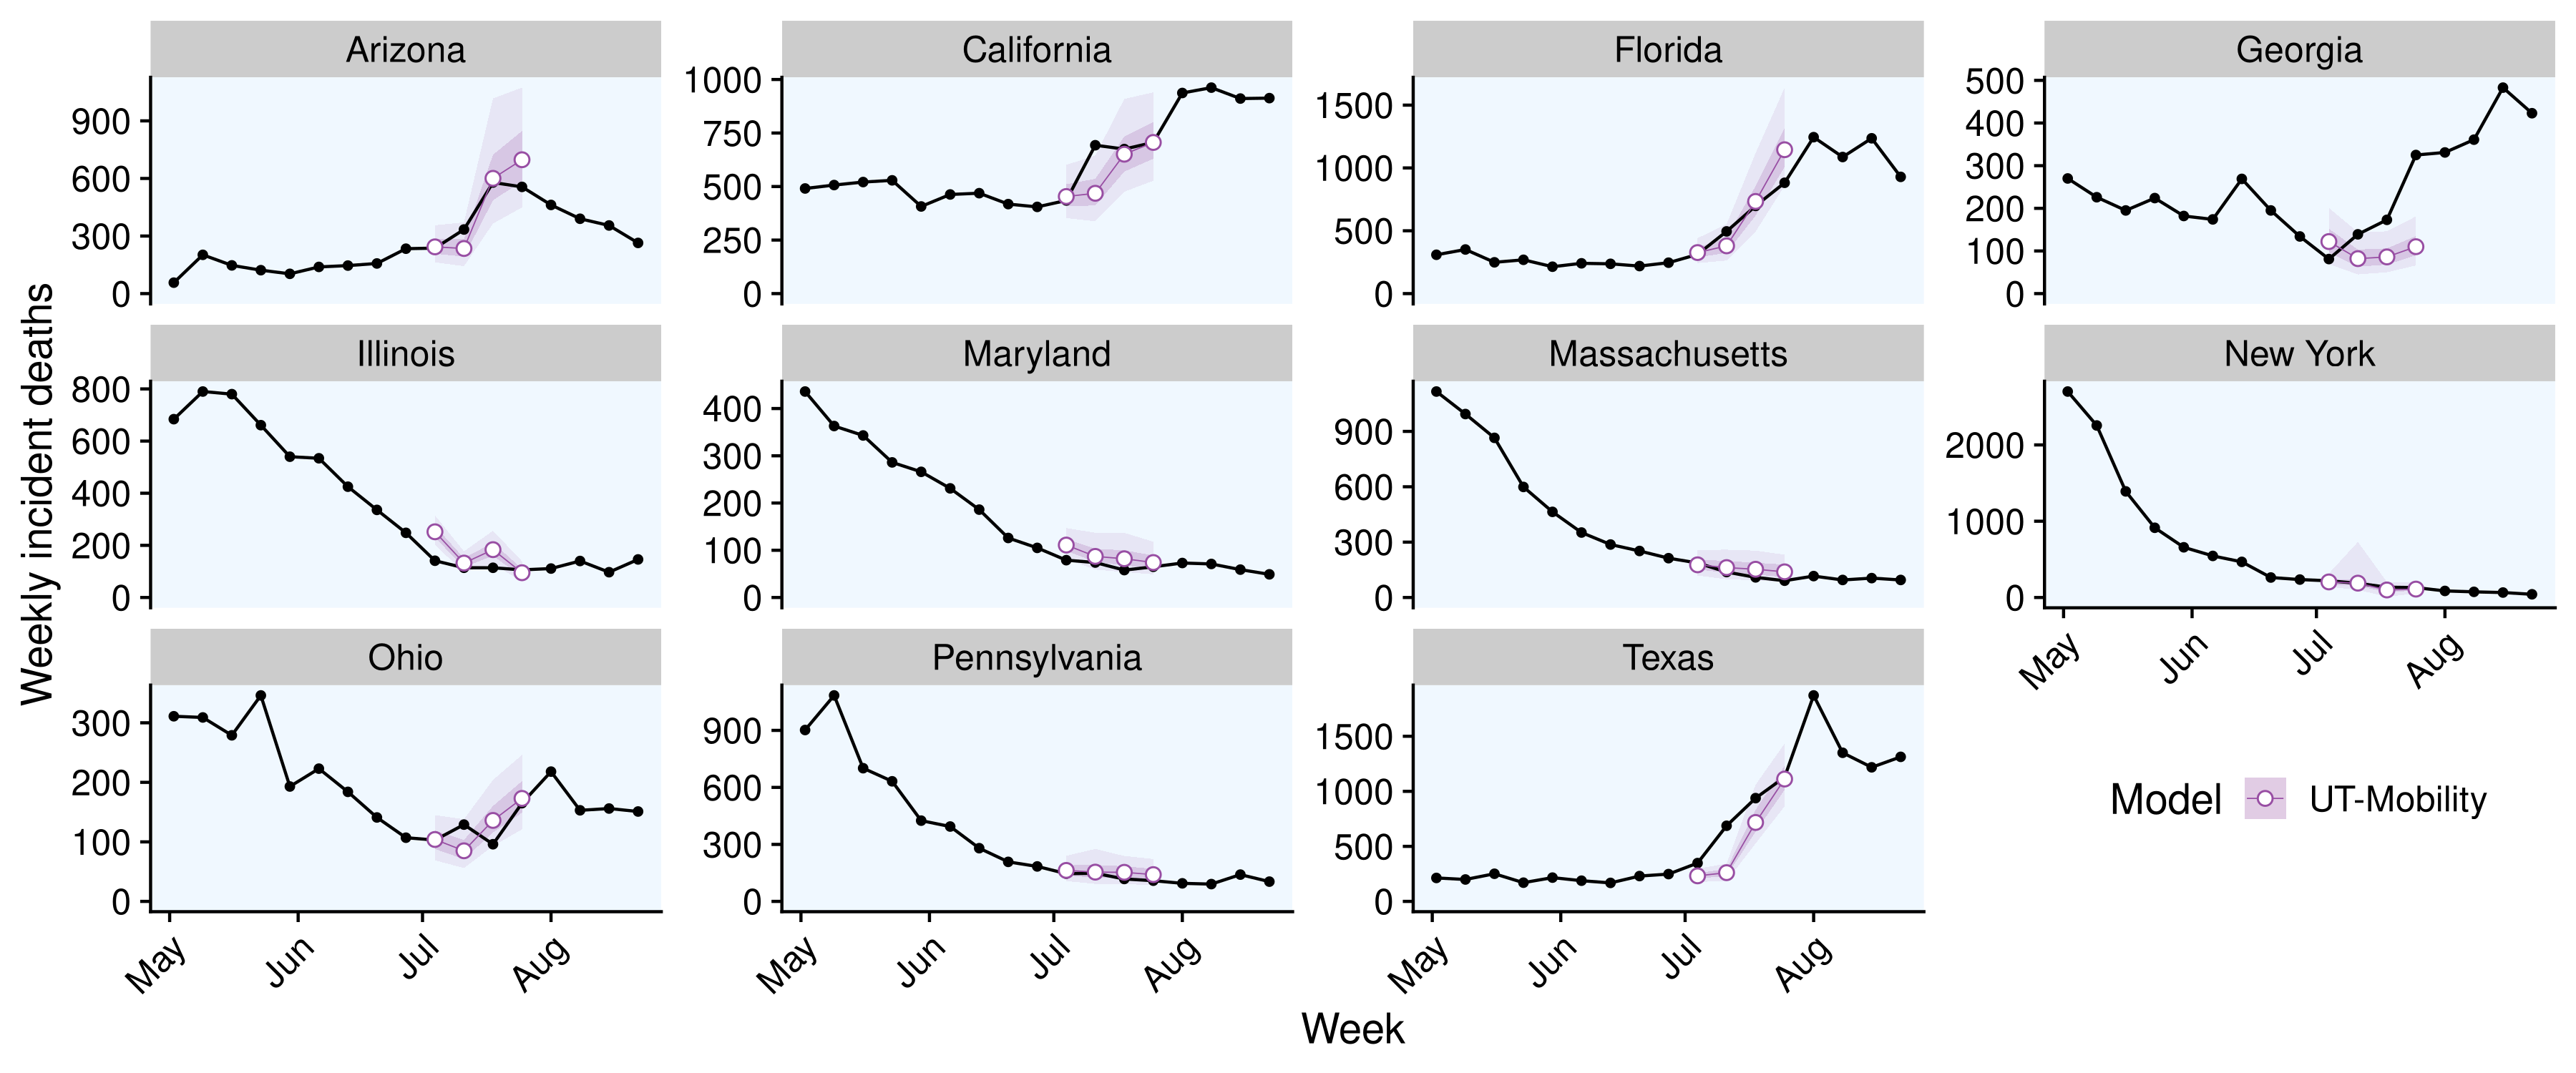 Arizona
California
Florida
Georgia
900
600
300
0
1000
750
500
250
0
1500
1000
500
0
500
400
300
200
100
0
Illinois
Maryland
Massachusetts
New York
800
600
400
200
0
400
300
200
100
0
900
600
300
0
2000
1000
0
May
Jun
Jul
Aug
Ohio
Pennsylvania
Texas
300
200
100
0
900
600
300
0
1500
1000
500
0
May
Jun
Jul
Aug
May
Jun
Jul
Aug
May
Jun
Jul
Aug
Weekly incident deaths
Week
Model
UT-Mobility